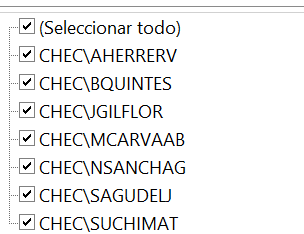 (Seleccionar todo)
CHEC\AHERRERV
CHEC\BQUINTES
CHEC\JGILFLOR
CHEC\MCARVAAB
CHEC\NSANCHAG
CHEC\SAGUDELJ
CHEC\SUCHIMAT